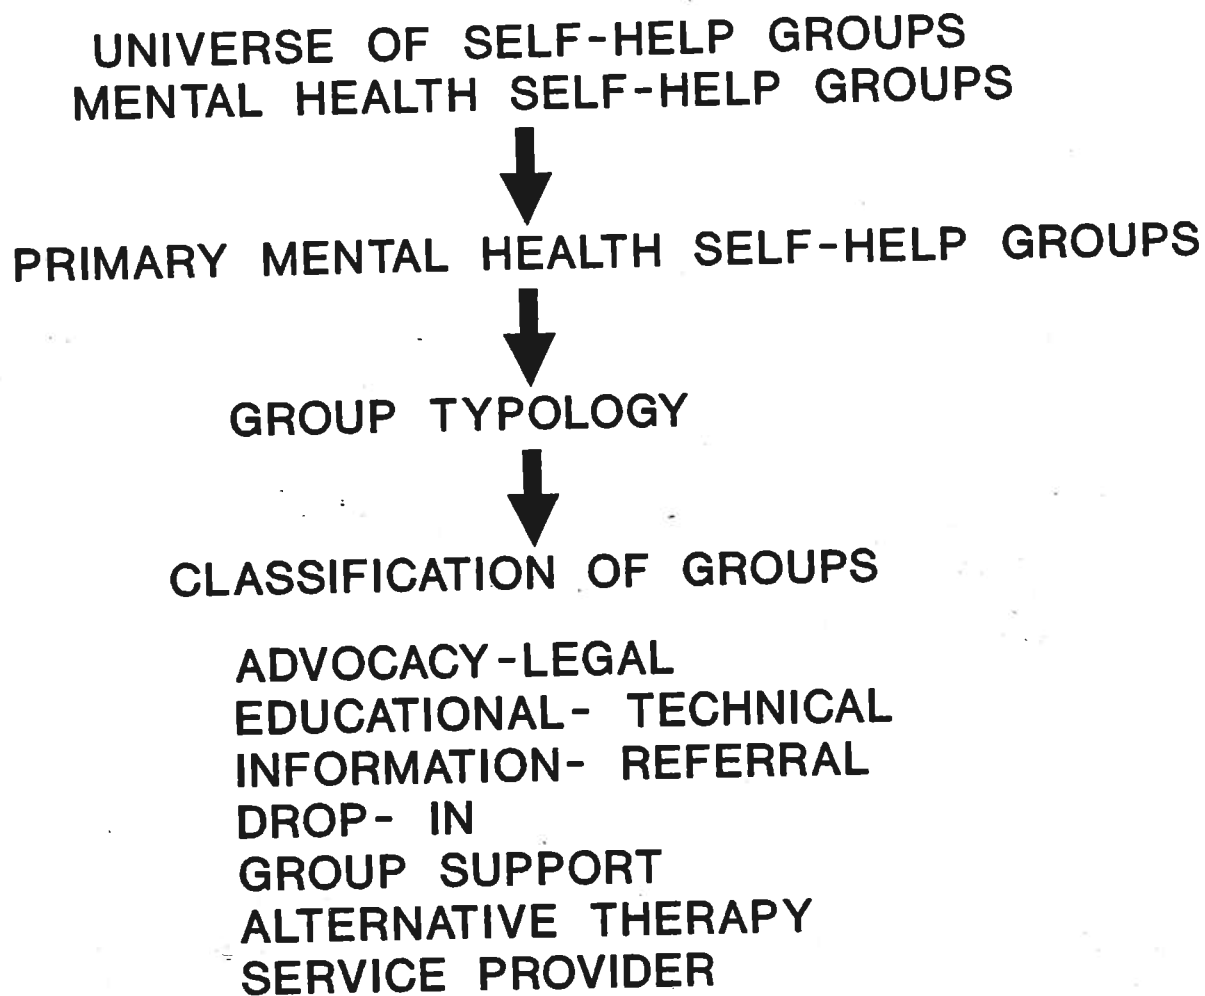 UNIVERSE OF SELF-HELP GROUPS
MENTAL HEALTH SELF-HELP GROUPS
PRIMARY MENTAL HEALTH SELF-HELP GROUPS
GROUP TYPOLOGY
CLASSIFICATION OF GROUPS
ADVOCACY-LEGAL
EDUCATIONAL- TECHNICAL
INFORMATION- REFERRAL
DROP- IN
GROUP SUPPORT
ALTERNATIVE THERAPY
SERVICE PROVIDER